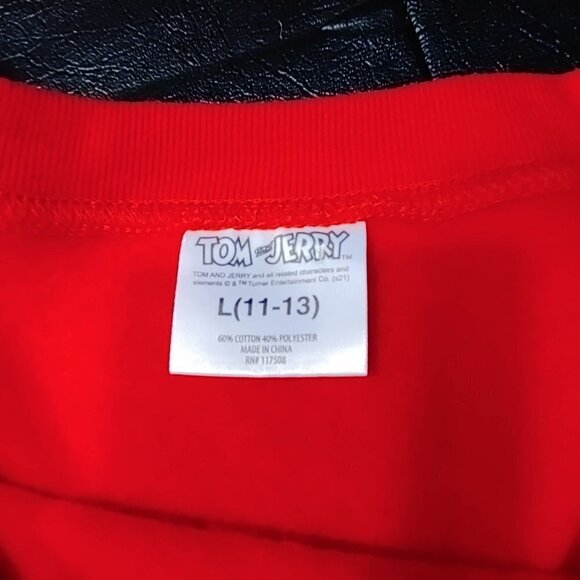 TOM AND JERRY™
TOM AND JERRY and all related characters and
elements © & ™ Turner Entertainment Co. (s21)
L(11-13)
60% COTTON 40% POLYESTER
MADE IN CHINA
RN# 117508